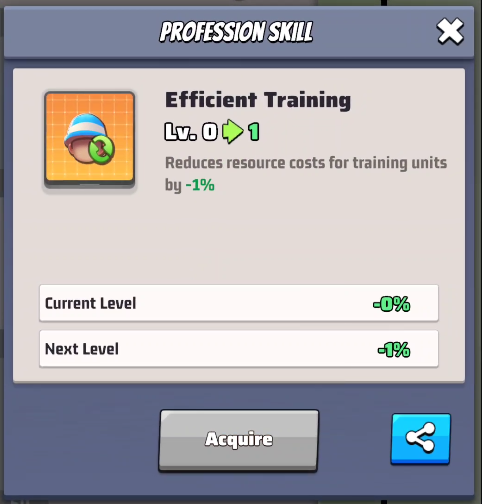 PROFESSION SKILL
Efficient Training
Lv. 0 1
Reduces resource costs for training units
by -1%
Current Level -0%
Next Level -1%
Acquire